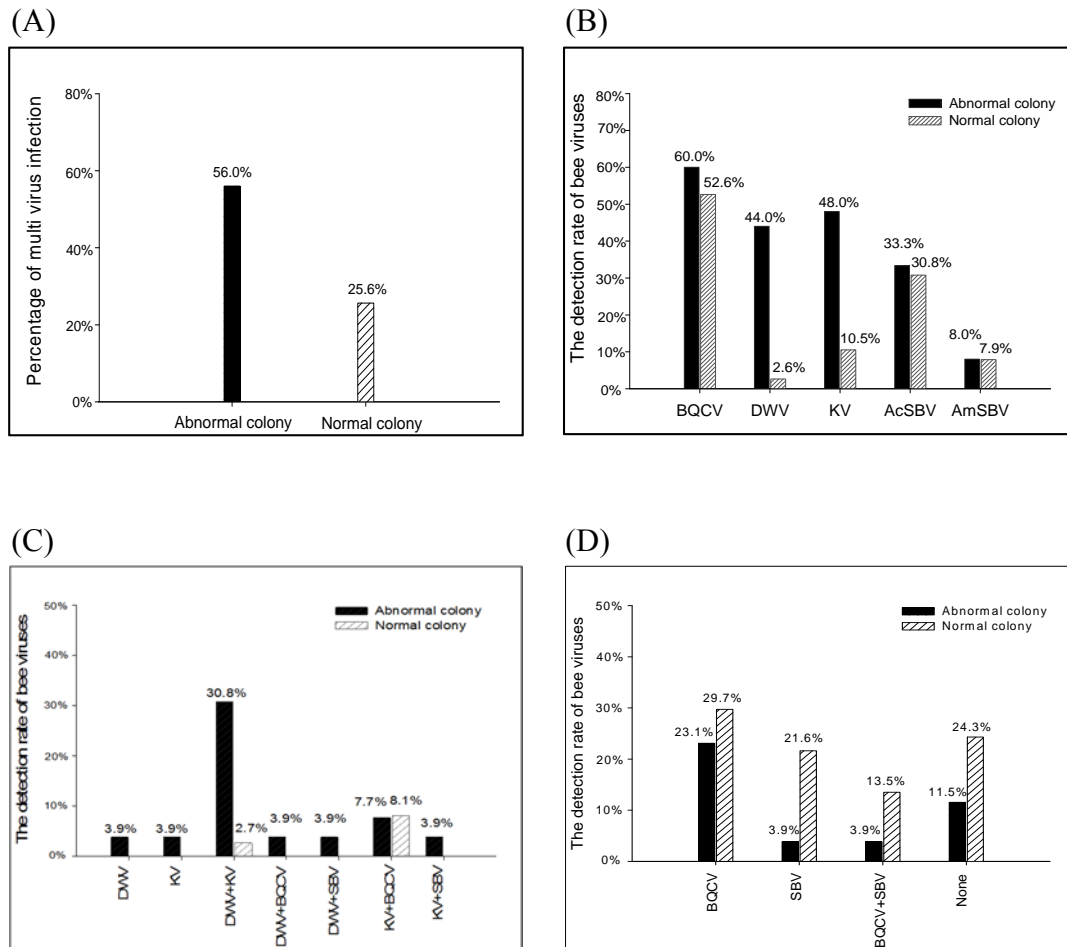 (A)
Percentage of multi virus infection
80%
60%
40%
20%
0%
56.0%
25.6%
Abnormal colony
Normal colony
(B)
The detection rate of bee viruses
80%
70%
60%
50%
40%
30%
20%
10%
0%
Abnormal colony
Normal colony
60.0%
52.6%
44.0%
2.6%
48.0%
10.5%
33.3%
30.8%
8.0%
7.9%
BQCV
DWV
KV
AcSBV
AmSBV
(C)
The detection rate of bee viruses
50%
40%
30%
20%
10%
0%
Abnormal colony
Normal colony
3.9%
3.9%
30.8%
2.7%
3.9%
3.9%
7.7%
8.1%
3.9%
DWV
KV
DWV+KV
DWV+BQCV
DWV+SBV
KV+BQCV
KV+SBV
(D)
The detection rate of bee viruses
50%
40%
30%
20%
10%
0%
Abnormal colony
Normal colony
23.1%
29.7%
3.9%
21.6%
3.9%
13.5%
11.5%
24.3%
BQCV
SBV
BQCV+SBV
None